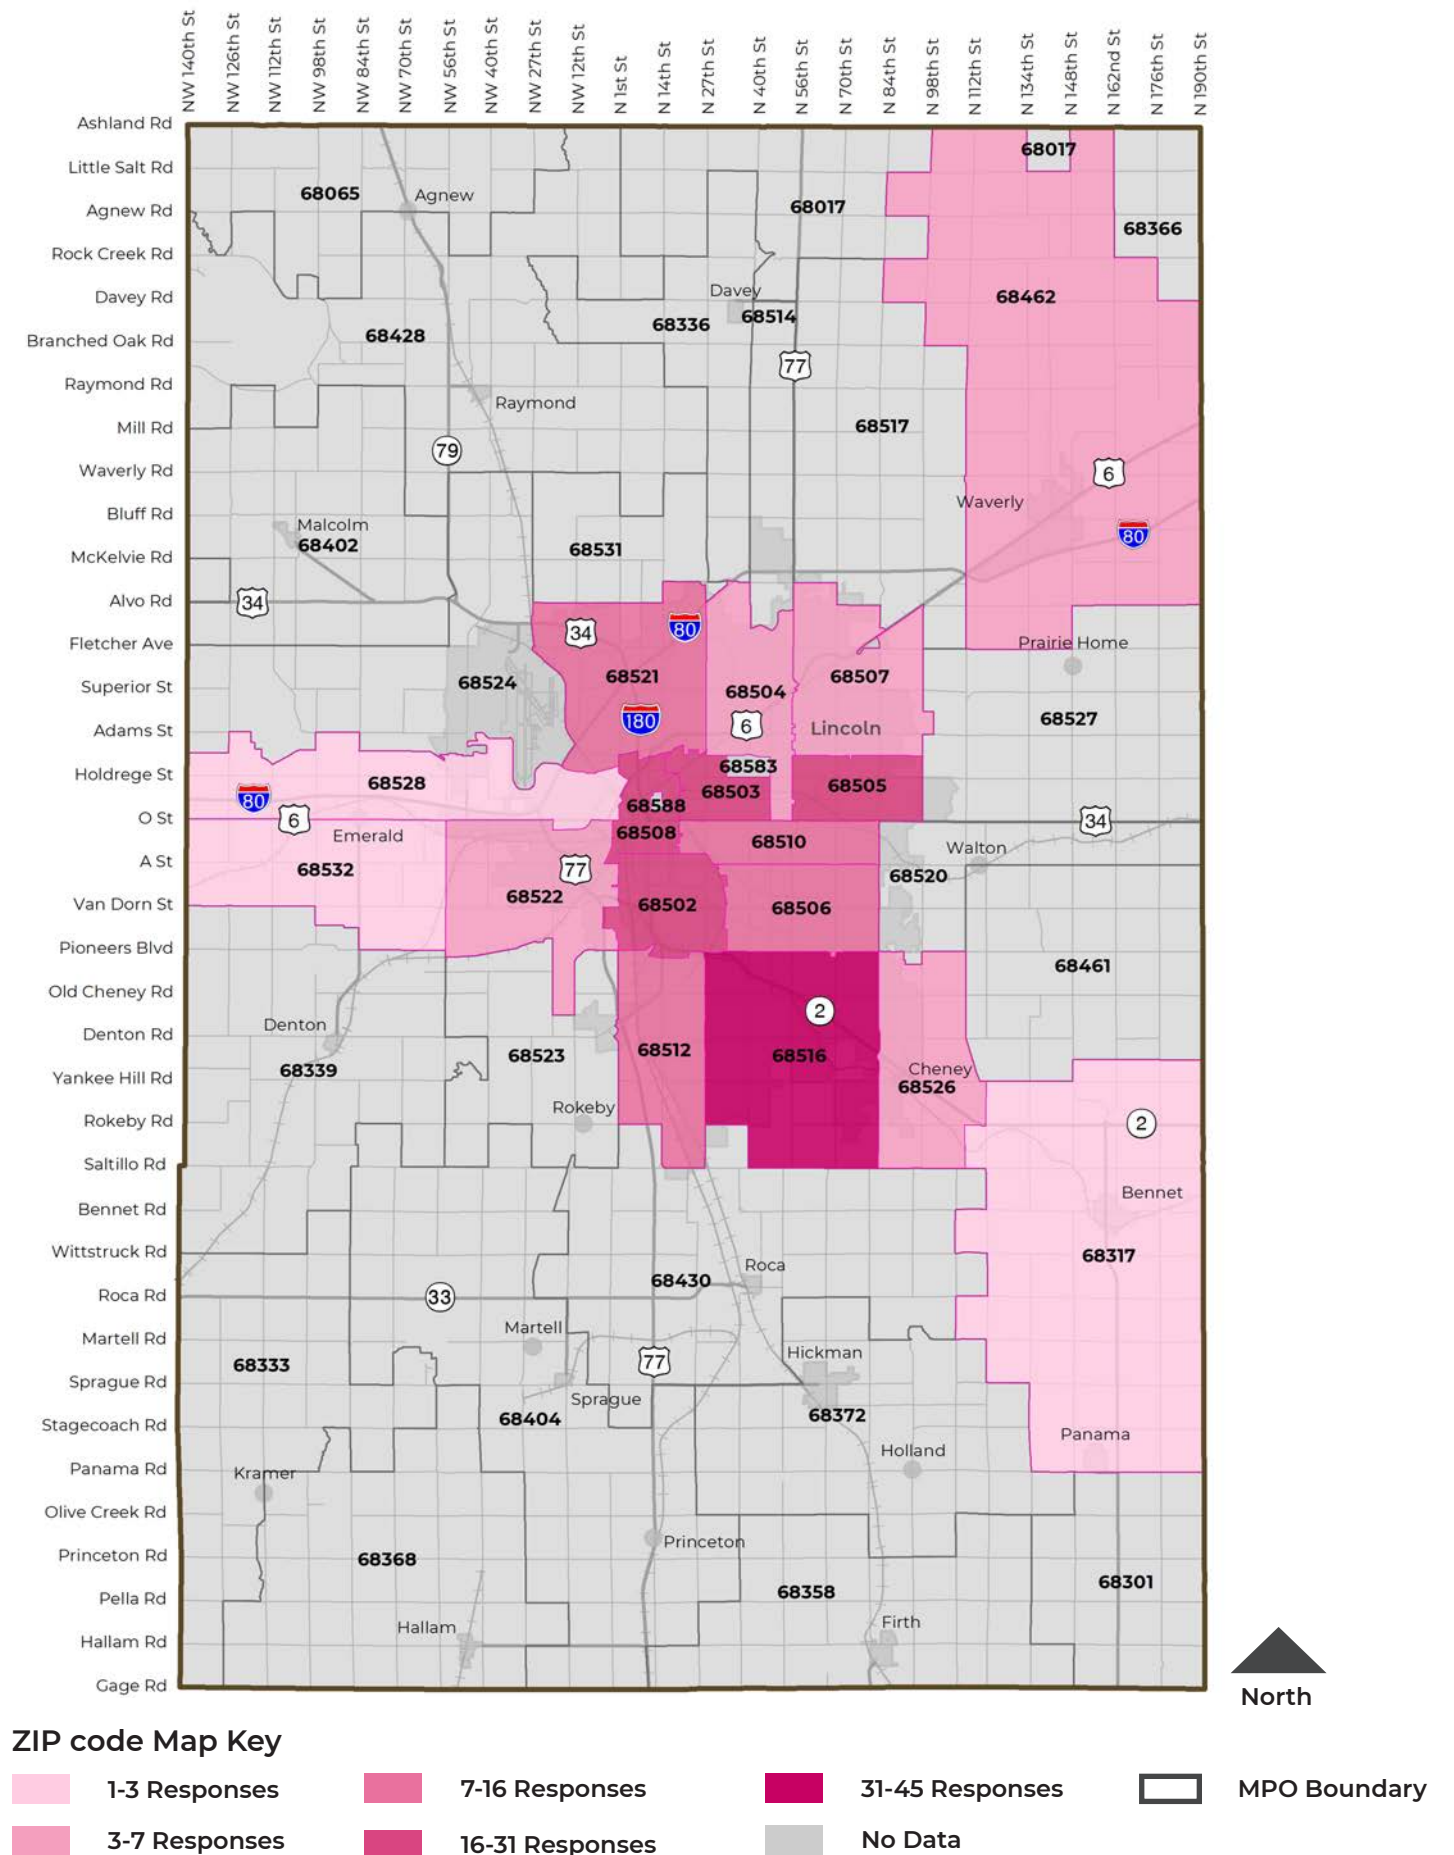 NW 140th St
NW 126th St
NW 112th St
NW 98th St
NW 84th St
NW 70th St
NW 56th St
NW 40th St
NW 27th St
NW 12th St
N 1st St
N 14th St
N 27th St
N 40th St
N 56th St
N 70th St
N 84th St
N 98th St
N 112th St
N 134th St
N 148th St
N 162nd St
N 176th St
N 190th St
Ashland Rd
Little Salt Rd
Agnew Rd
Rock Creek Rd
Davey Rd
Branched Oak Rd
Raymond Rd
Mill Rd
Waverly Rd
Bluff Rd
McKelvie Rd
Alvo Rd
Fletcher Ave
Superior St
Adams St
Holdrege St
O St
A St
Van Dorn St
Pioneers Blvd
Old Cheney Rd
Denton Rd
Yankee Hill Rd
Rokeby Rd
Saltillo Rd
Bennet Rd
Wittstruck Rd
Roca Rd
Martell Rd
Sprague Rd
Stagecoach Rd
Panama Rd
Olive Creek Rd
Princeton Rd
Pella Rd
Hallam Rd
Gage Rd
68017
68065
Agnew
68017
68366
Davey
68462
68514
68336
68428
77
Raymond
68517
79
6
Waverly
80
Malcolm
68402
68531
34
34
80
Prairie Home
68521
68507
68524
68504
180
6
Lincoln
68527
68583
68528
68503
68505
80
68588
6
Emerald
68508
34
68510
Walton
77
68532
68520
68522
68502
68506
68461
2
Denton
68512
68516
68523
68339
Cheney
68526
Rokeby
2
Bennet
68317
Roca
68430
33
Martell
Hickman
77
68333
Sprague
68404
68372
Panama
Holland
Kramer
Princeton
68368
68358
68301
Hallam
Firth
North
ZIP code Map Key
1-3 Responses
7-16 Responses
31-45 Responses
MPO Boundary
3-7 Responses
16-31 Responses
No Data